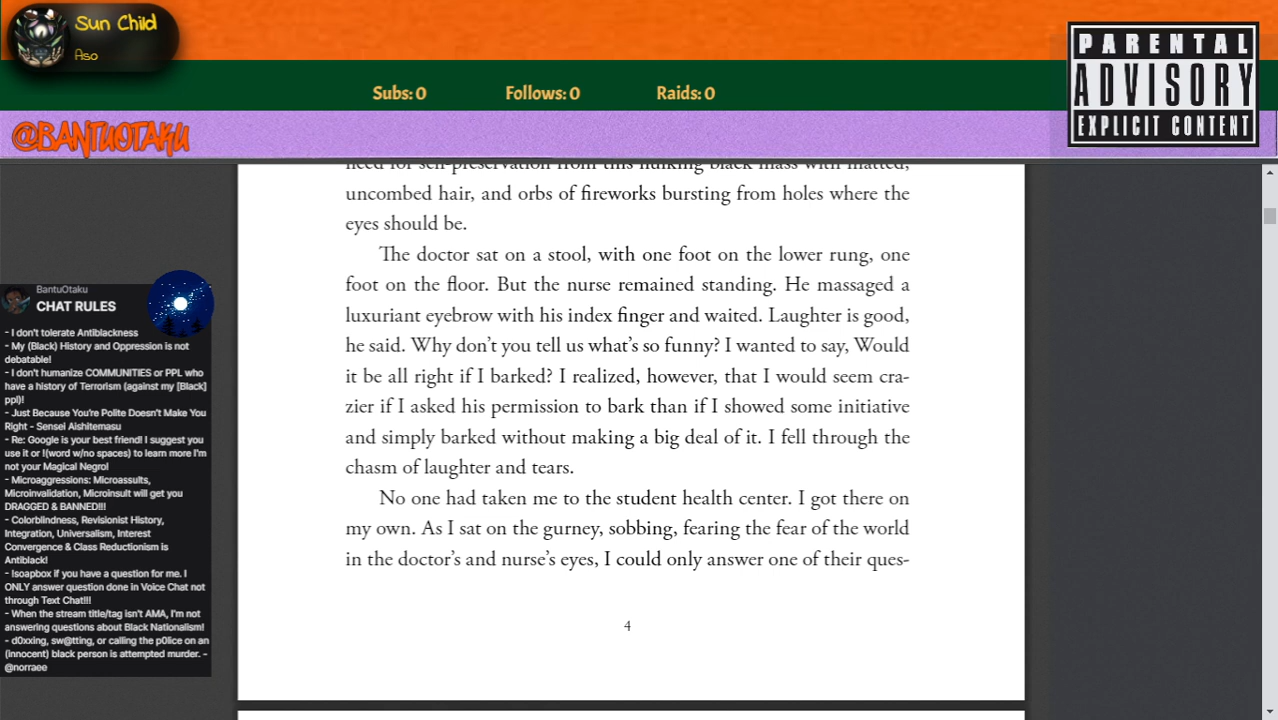 Sun Child
Aso
PARENTAL
ADVISORY
EXPLICIT CONTENT
Subs: 0
Follows: 0
Raids: 0
@BANTUOTAKU
need for self-preservation from this hulking black mass with matted,
uncombed hair, and orbs of fireworks bursting from holes where the
eyes should be.
The doctor sat on a stool, with one foot on the lower rung, one
foot on the floor. But the nurse remained standing. He massaged a
luxuriant eyebrow with his index finger and waited. Laughter is good,
he said. Why don't you tell us what's so funny? I wanted to say, Would
it be all right if I barked? I realized, however, that I would seem cra-
zier if I asked his permission to bark than if I showed some initiative
and simply barked without making a big deal of it. I fell through the
chasm of laughter and tears.
No one had taken me to the student health center. I got there on
my own. As I sat on the gurney, sobbing, fearing the fear of the world
in the doctor's and nurse's eyes, I could only answer one of their ques-
4
BantuOtaku
CHAT RULES
- I don't tolerate Antiblackness
- My (Black) History and Oppression is not
debatable!
- I don't humanize COMMUNITIES or PPL who
have a history of Terrorism (against my [Black]
ppl)!
- Just Because You're Polite Doesn't Make You
Right - Sensei Aishitemasu
- Re: Google is your best friend! I suggest you
use it or !(word w/no spaces) to learn more I'm
not your Magical Negro!
- Microaggressions: Microassults,
Microinvalidation, Microinsult will get you
DRAGGED & BANNED!!!
- Colorblindness, Revisionist History,
Integration, Universalism, Interest
Convergence & Class Reductionism is
Antiblack!
- !soapbox if you have a question for me. I
ONLY answer question done in Voice Chat not
through Text Chat!!!
- When the stream title/tag isn't AMA, I'm not
answering questions about Black Nationalism!
- d0xxing, sw@tting, or calling the p0lice on an
(innocent) black person is attempted murder. -
@norraee